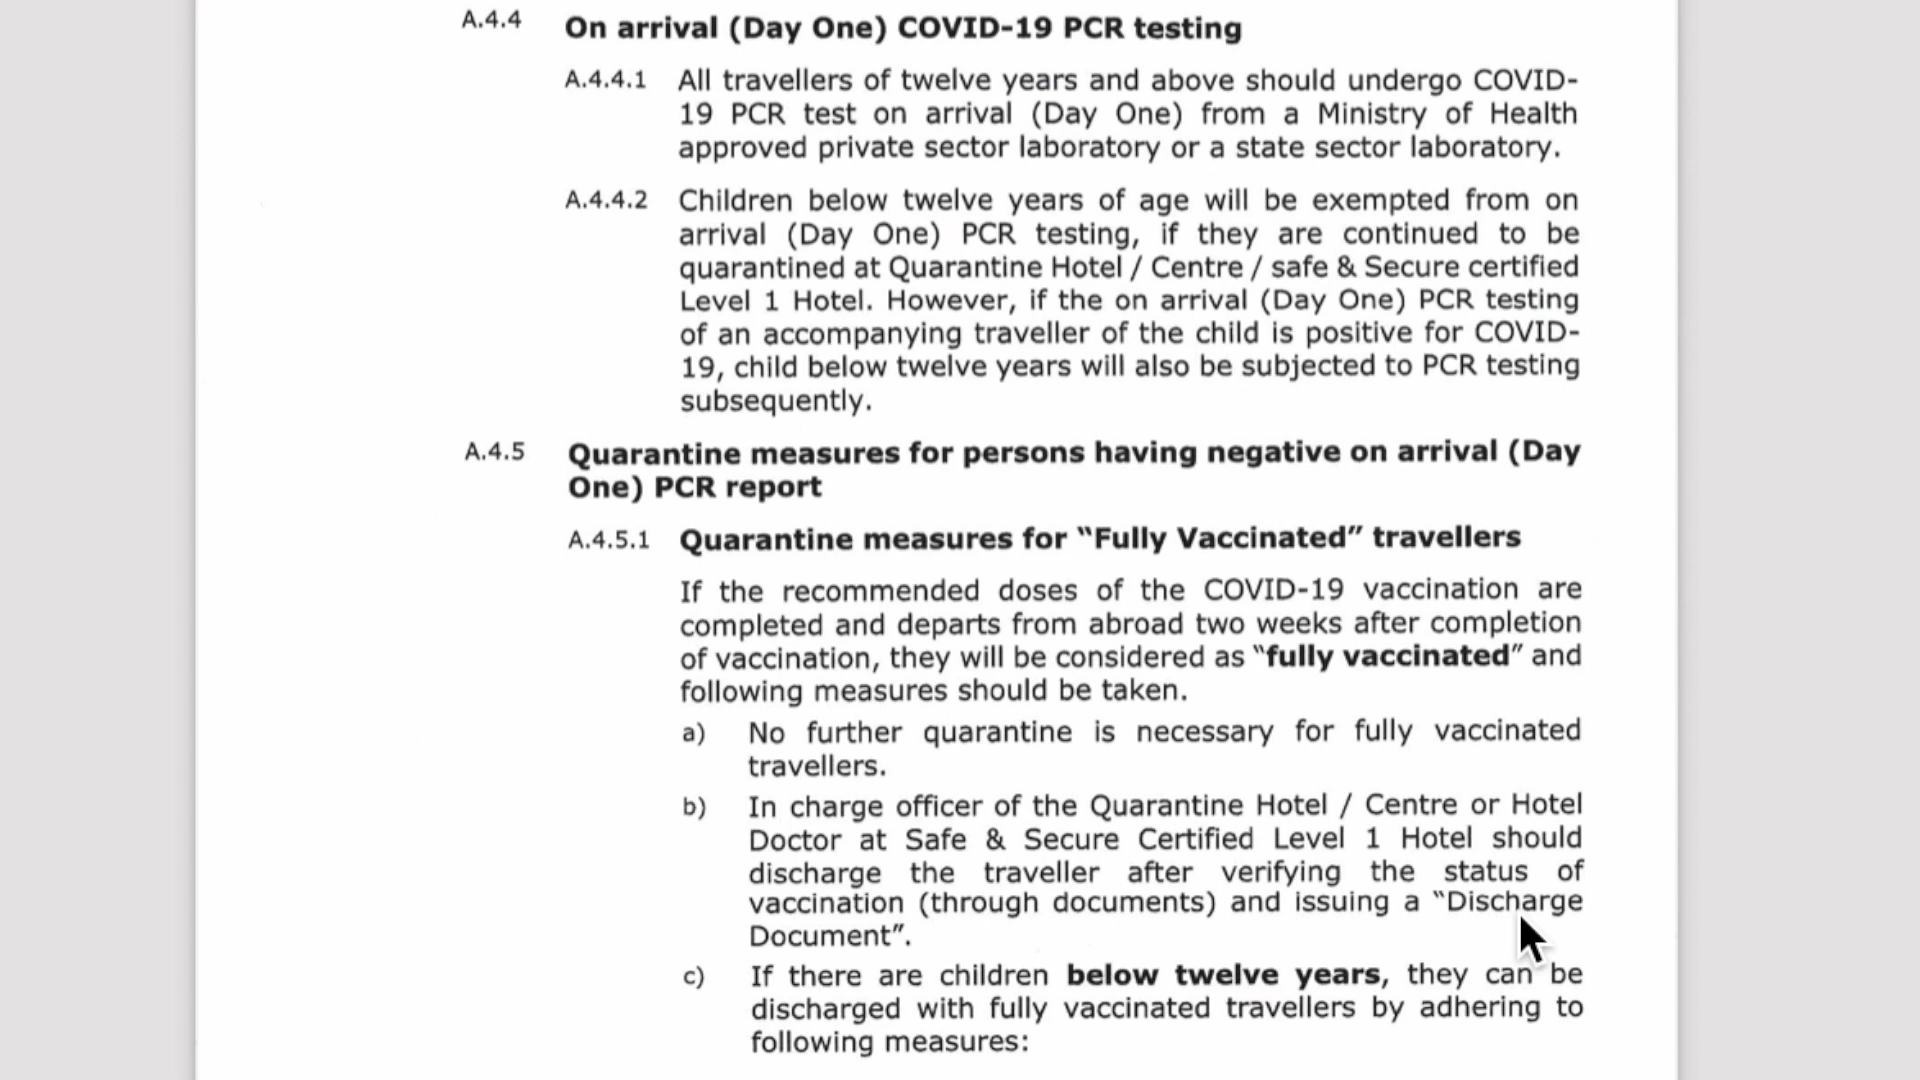 A.4.4 On arrival (Day One) COVID-19 PCR testing
A.4.4.1 All travellers of twelve years and above should undergo COVID-
19 PCR test on arrival (Day One) from a Ministry of Health
approved private sector laboratory or a state sector laboratory.
A.4.4.2 Children below twelve years of age will be exempted from on
arrival (Day One) PCR testing, if they are continued to be
quarantined at Quarantine Hotel / Centre / safe & Secure certified
Level 1 Hotel. However, if the on arrival (Day One) PCR testing
of an accompanying traveller of the child is positive for COVID-
19, child below twelve years will also be subjected to PCR testing
subsequently.
A.4.5 Quarantine measures for persons having negative on arrival (Day
One) PCR report
A.4.5.1 Quarantine measures for “Fully Vaccinated” travellers
If the recommended doses of the COVID-19 vaccination are
completed and departs from abroad two weeks after completion
of vaccination, they will be considered as “fully vaccinated” and
following measures should be taken.
a) No further quarantine is necessary for fully vaccinated
travellers.
b) In charge officer of the Quarantine Hotel / Centre or Hotel
Doctor at Safe & Secure Certified Level 1 Hotel should
discharge the traveller after verifying the status of
vaccination (through documents) and issuing a “Discharge
Document”.
c) If there are children below twelve years, they can be
discharged with fully vaccinated travellers by adhering to
following measures: